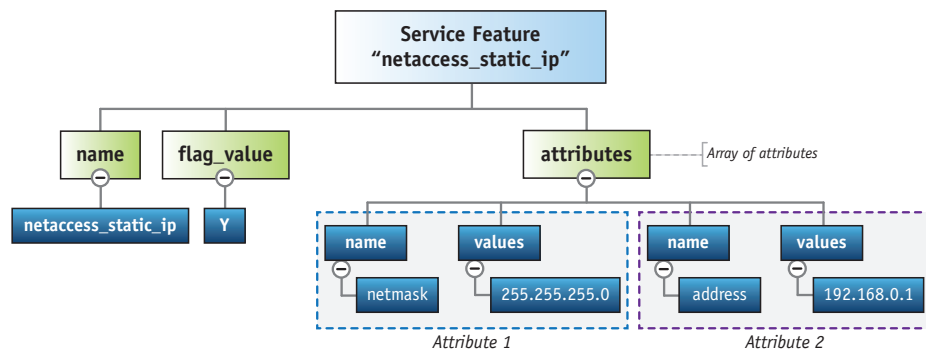 Service Feature
“netaccess_static_ip”
name
flag_value
attributes
Array of attributes
netaccess_static_ip
Y
name
values
name
values
netmask
255.255.255.0
address
192.168.0.1
Attribute 1
Attribute 2